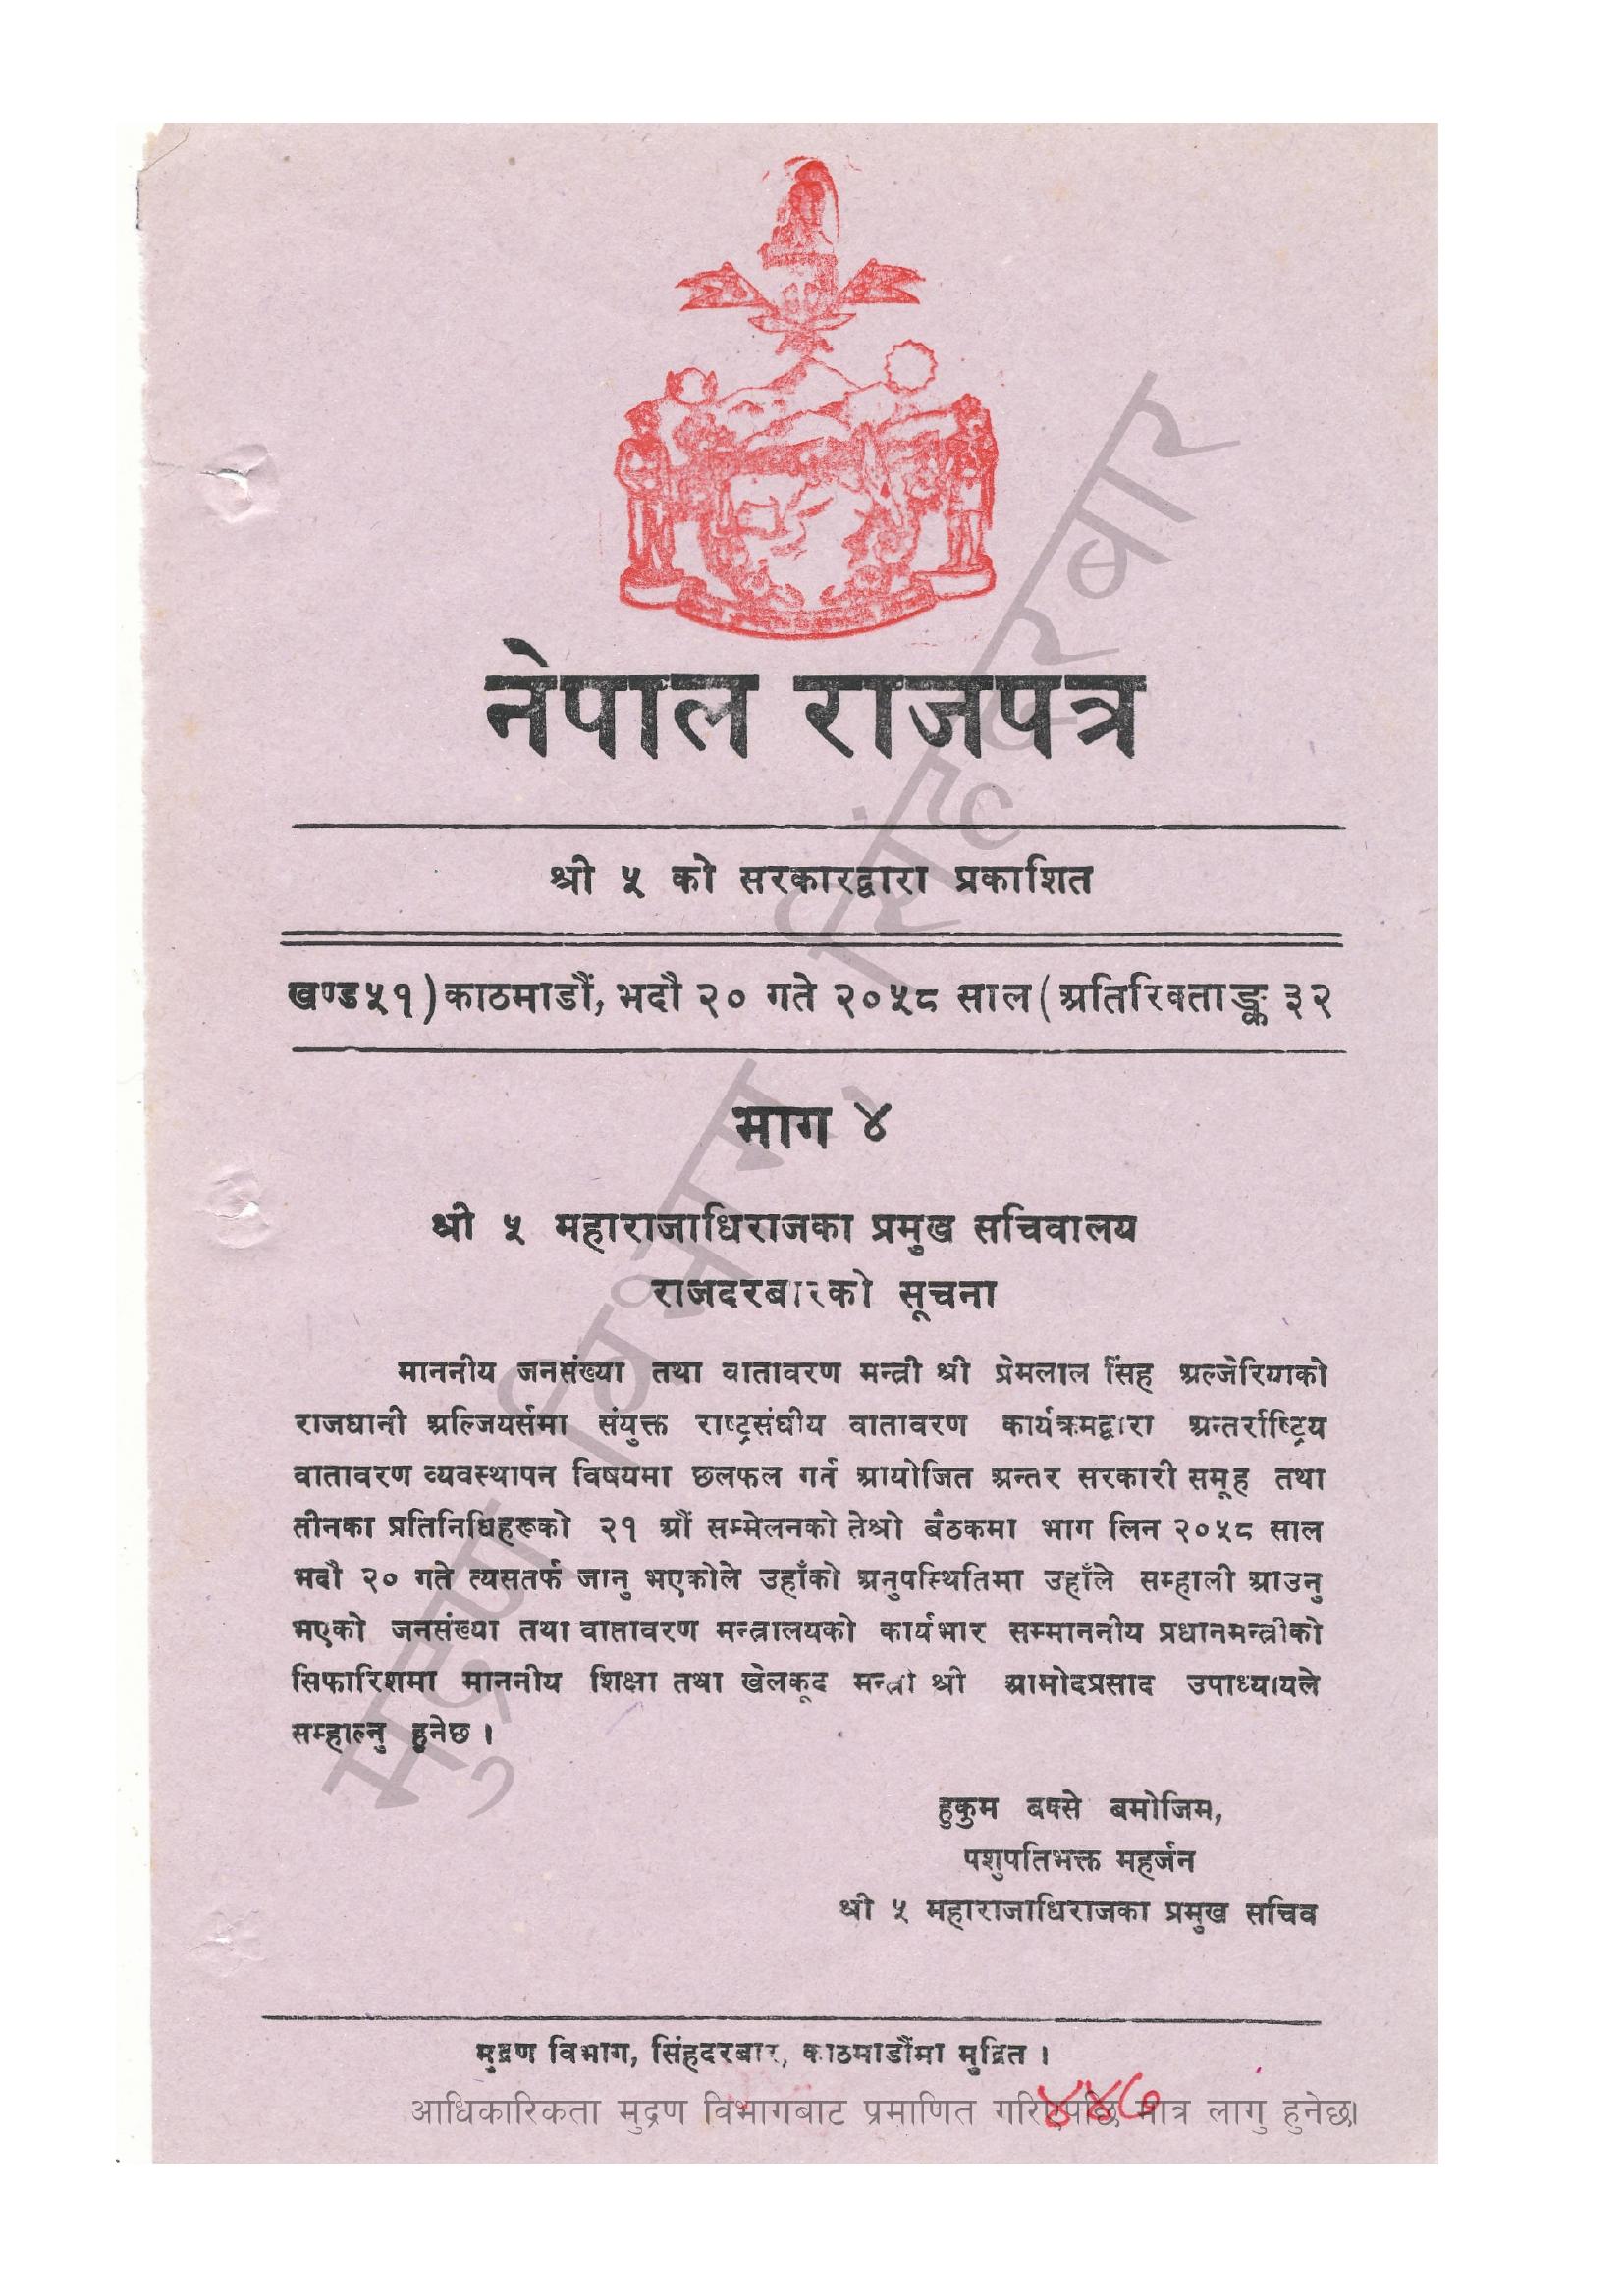 नेपाल राजपत्र
श्री ५ को सरकारद्वारा प्रकाशित
खण्ड ५१) काठमाडौं, भदौ २० गते २०५८ साल (अतिरिक्ताङ्क ३२
भाग ४
श्री ५ महाराजाधिराजका प्रमुख सचिवालय
राजदरबारको सूचना
माननीय जनसंख्या तथा वातावरण मन्त्री श्री प्रेमलाल सिंह अल्जेरियाको
राजधानी अल्जियर्समा संयुक्त राष्ट्रसंघीय वातावरण कार्यक्रमद्वारा अन्तर्राष्ट्रिय
वातावरण व्यवस्थापन विषयमा छलफल गर्न आयोजित अन्तर सरकारी समूह तथा
तीनका प्रतिनिधिहरूको २१ औं सम्मेलनको तेश्रो बैठकमा भाग लिन २०५८ साल
भदौ २० गते त्यसतर्फ जानु भएकोले उहाँको अनुपस्थितिमा उहाँले सम्हाली आउनु
भएको जनसंख्या तथा वातावरण मन्त्रालयको कार्यभार सम्माननीय प्रधानमन्त्रीको
सिफारिशमा माननीय शिक्षा तथा खेलकूद मन्त्री श्री आमोदप्रसाद उपाध्यायले
सम्हाल्नु हुनेछ ।
हुकुम बक्से बमोजिम,
पशुपतिभक्त महर्जन
श्री ५ महाराजाधिराजका प्रमुख सचिव
मुद्रण विभाग, सिंहदरबार, काठमाडौंमा मुद्रित ।
४४७
आधिकारिकता मुद्रण विभागबाट प्रमाणित गरिएपछि मात्र लागु हुनेछ।
मुद्रण विभाग, सिंहदरबार